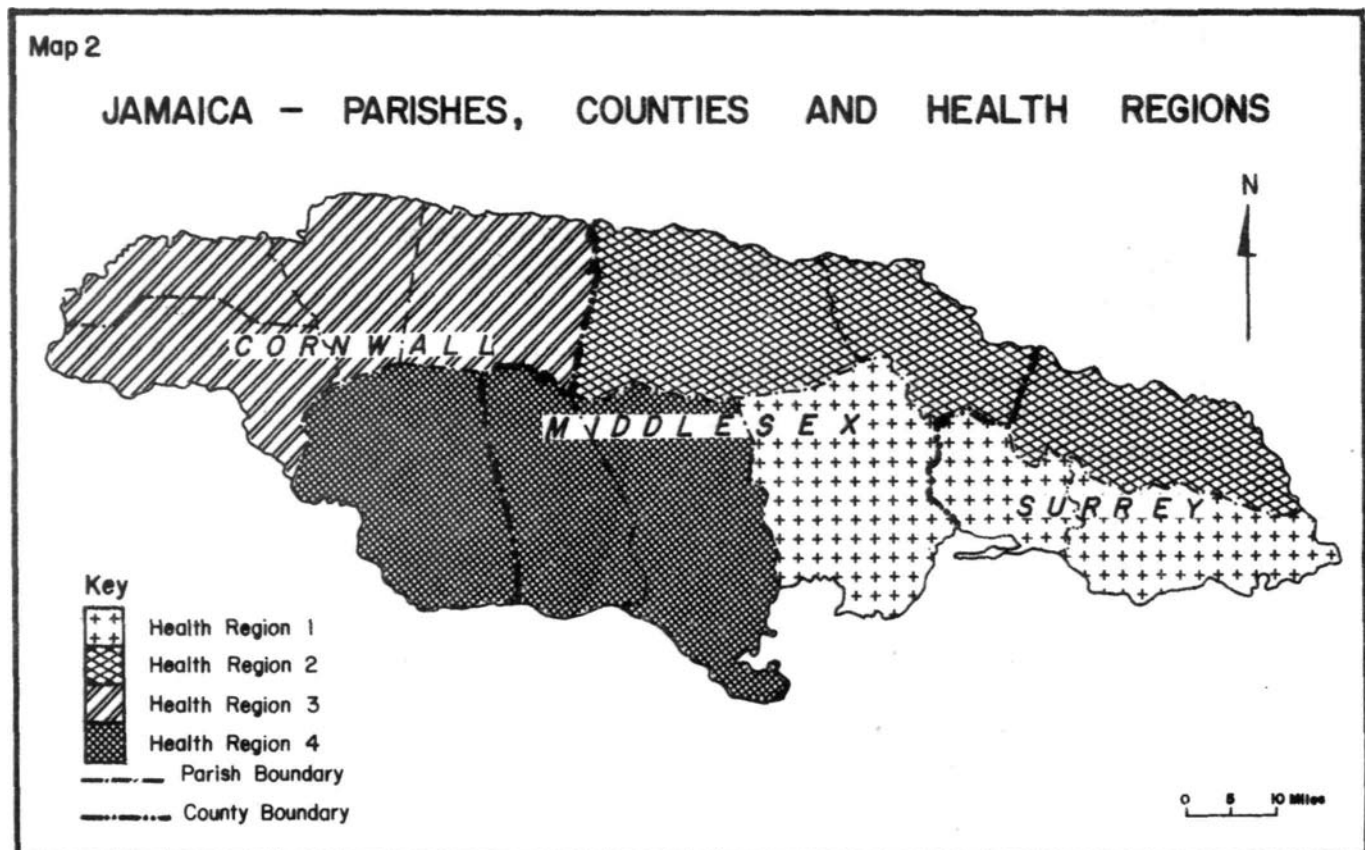 Map 2
JAMAICA – PARISHES, COUNTIES AND HEALTH REGIONS
N
CORNWALL
MIDDLESEX
SURREY
Key
Health Region 1
Health Region 2
Health Region 3
Health Region 4
Parish Boundary
County Boundary
0 5 10 Miles